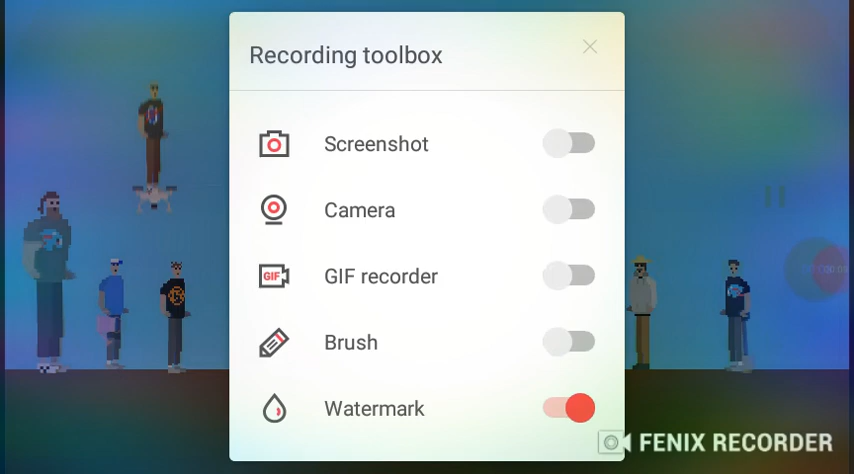 Recording toolbox
Screenshot
Camera
GIF
GIF recorder
Brush
Watermark
FENIX RECORDER